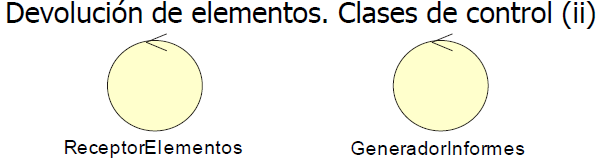 Devolución de elementos. Clases de control (ii)
ReceptorElementos
GeneradorInformes